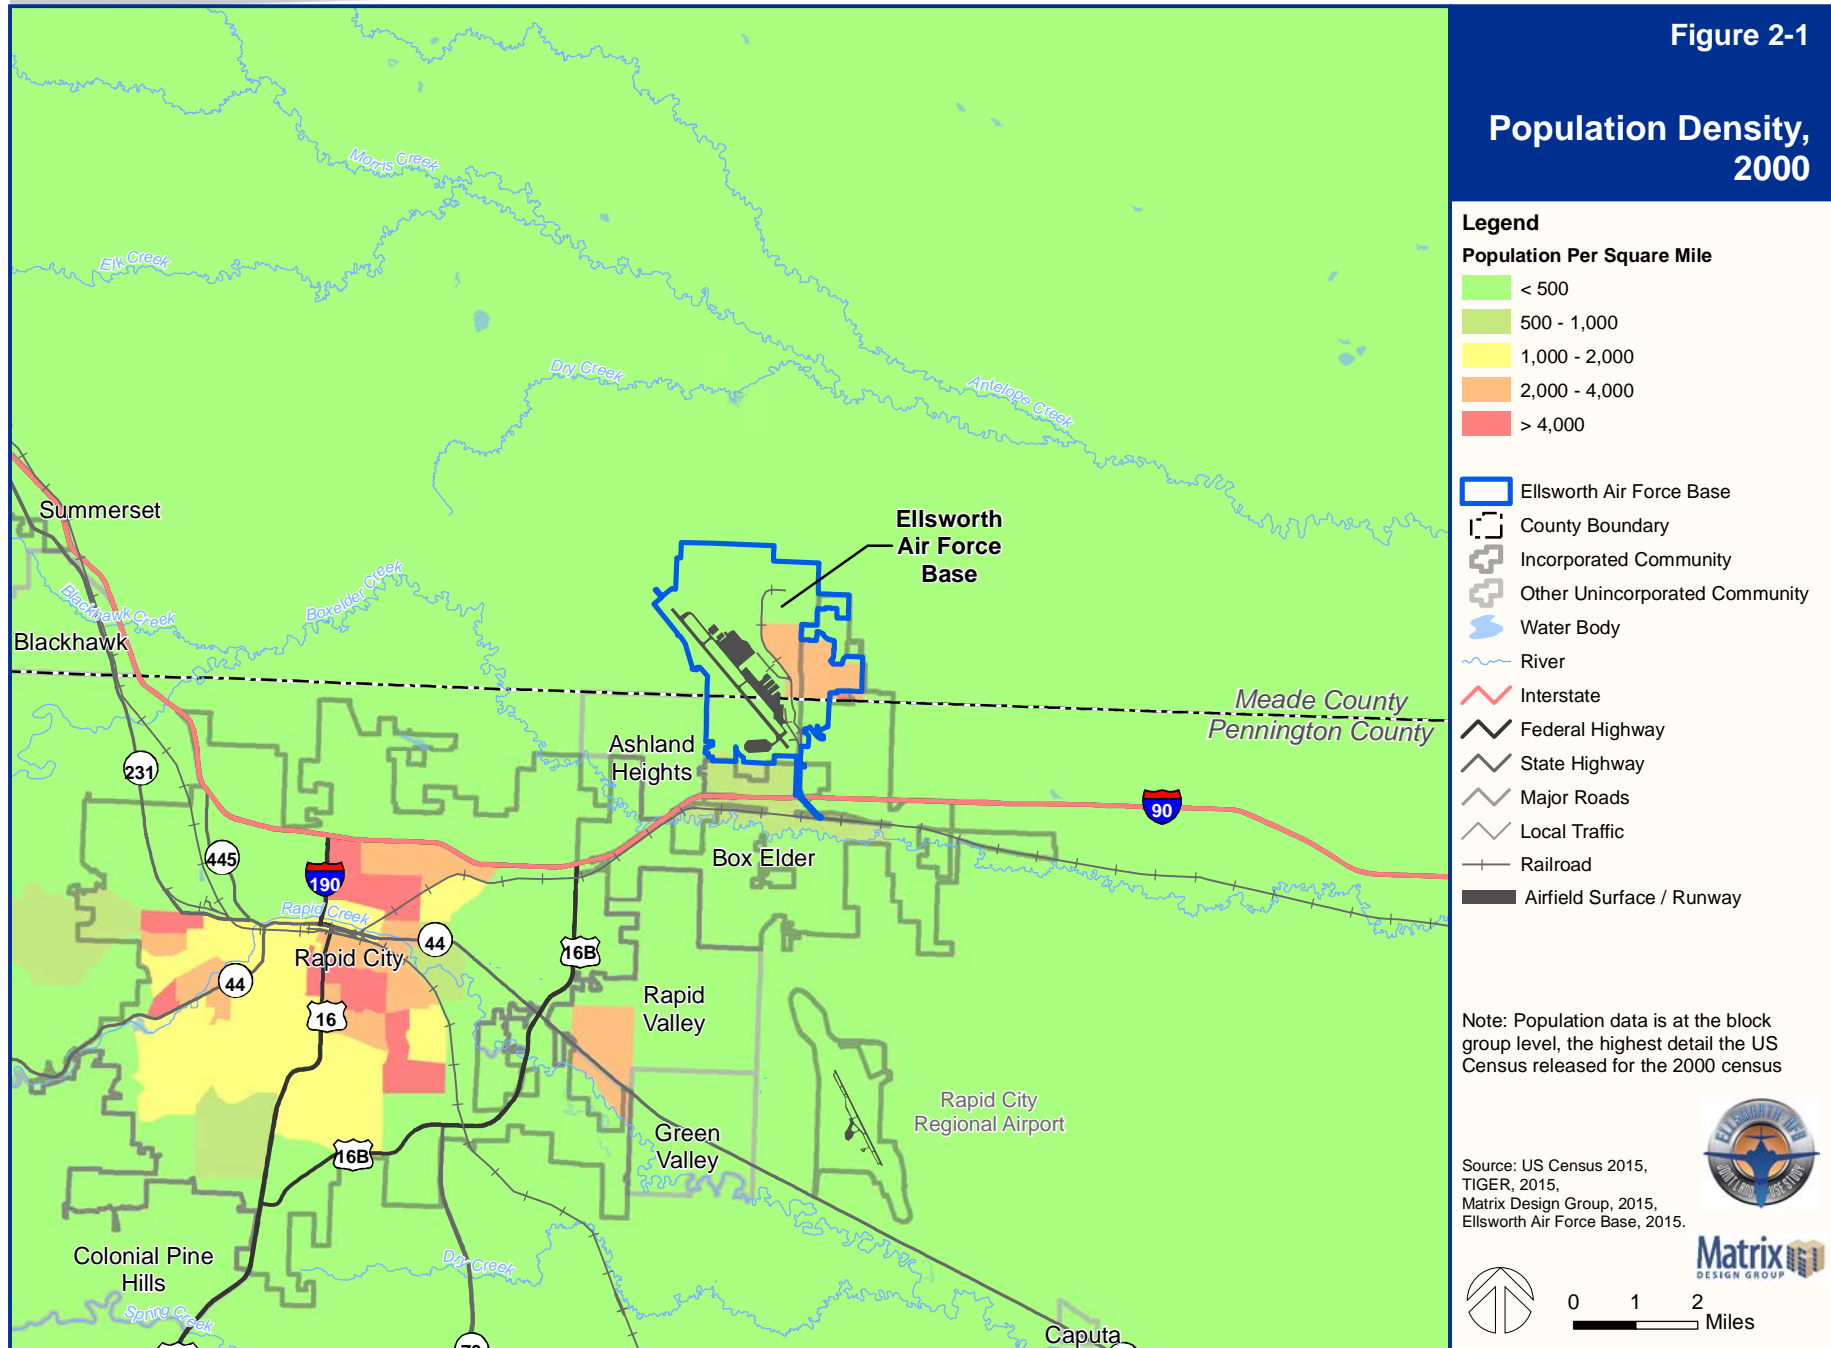 Figure 2-1
Population Density,
2000
Legend
Population Per Square Mile
< 500
500 - 1,000
1,000 - 2,000
2,000 - 4,000
> 4,000
Ellsworth Air Force Base
County Boundary
Incorporated Community
Other Unincorporated Community
Water Body
River
Interstate
Federal Highway
State Highway
Major Roads
Local Traffic
Railroad
Airfield Surface / Runway
Note: Population data is at the block
group level, the highest detail the US
Census released for the 2000 census
Source: US Census 2015,
TIGER, 2015,
Matrix Design Group, 2015,
Ellsworth Air Force Base, 2015.
ELLSWORTH AFB
JOINT LAND USE STUDY
Matrix
DESIGN GROUP
0 1 2
Miles
Morris Creek
Elk Creek
Dry Creek
Antelope Creek
Summerset
Ellsworth
Air Force
Base
Boxelder Creek
Blackhawk Creek
Blackhawk
Meade County
Pennington County
Ashland
Heights
231
90
445
Box Elder
190
Rapid Creek
44
Rapid City
16B
44
Rapid
Valley
16
Rapid City
Regional Airport
Green
Valley
16B
Colonial Pine
Hills
Dry Creek
Spring Creek
Caputa